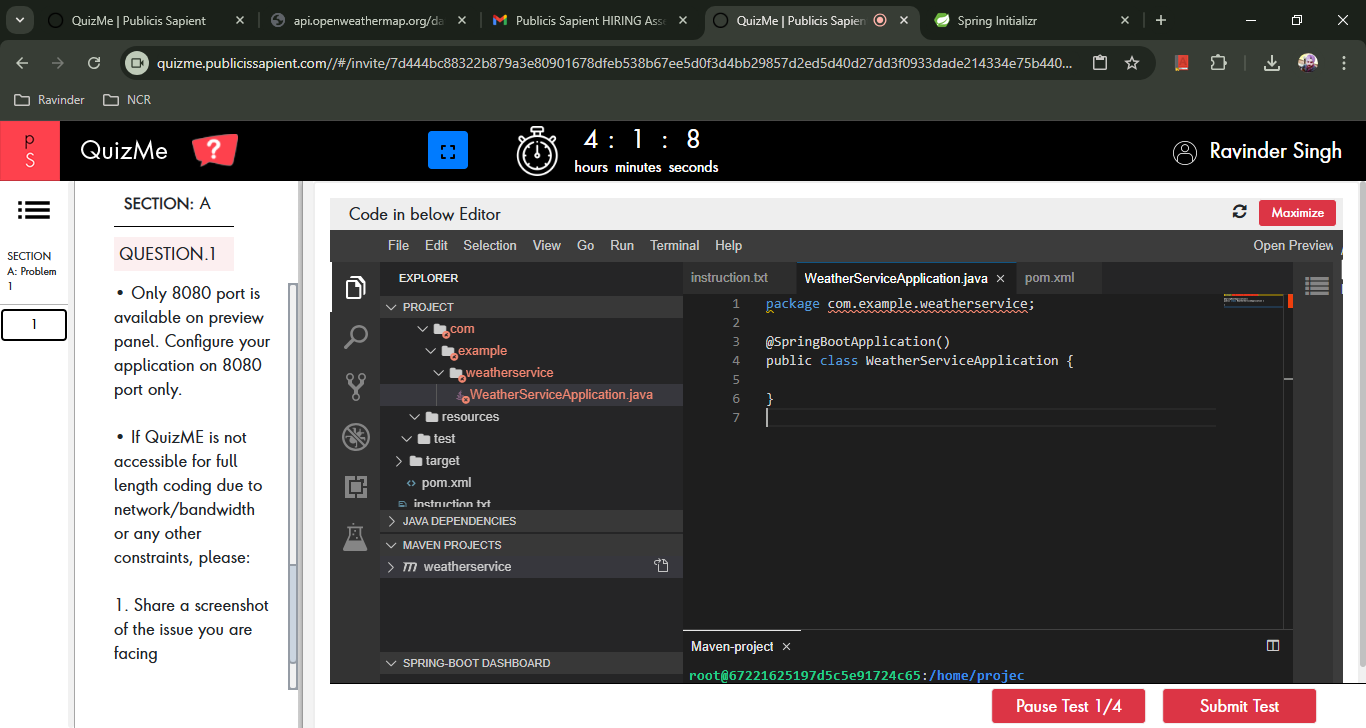 QuizMe | Publicis Sapient
api.openweathermap.org/da
Publicis Sapient HIRING Asse
QuizMe | Publicis Sapien
Spring Initializr
quizme.publicissapient.com//#/invite/7d444bc88322b879a3e80901678dfeb538b67ee5d0f3d4bb29857d2ed5d40d27dd3f0933dade214334e75b440...
Ravinder
NCR
p
S
QuizMe
?
4 : 1 : 8
hours minutes seconds
Ravinder Singh
SECTION
A: Problem
1
1
SECTION: A
QUESTION.1
• Only 8080 port is
available on preview
panel. Configure your
application on 8080
port only.
• If QuizME is not
accessible for full
length coding due to
network/bandwidth
or any other
constraints, please:
1. Share a screenshot
of the issue you are
facing
Code in below Editor
Maximize
File Edit Selection View Go Run Terminal Help
Open Preview
EXPLORER
PROJECT
com
example
weatherservice
WeatherServiceApplication.java
resources
test
target
pom.xml
instruction.txt
JAVA DEPENDENCIES
MAVEN PROJECTS
weatherservice
SPRING-BOOT DASHBOARD
instruction.txt
WeatherServiceApplication.java
pom.xml
1 package com.example.weatherservice;
2
3 @SpringBootApplication()
4 public class WeatherServiceApplication {
5
6 }
7
Maven-project
root@67221625197d5c5e91724c65:/home/projec
Pause Test 1/4
Submit Test